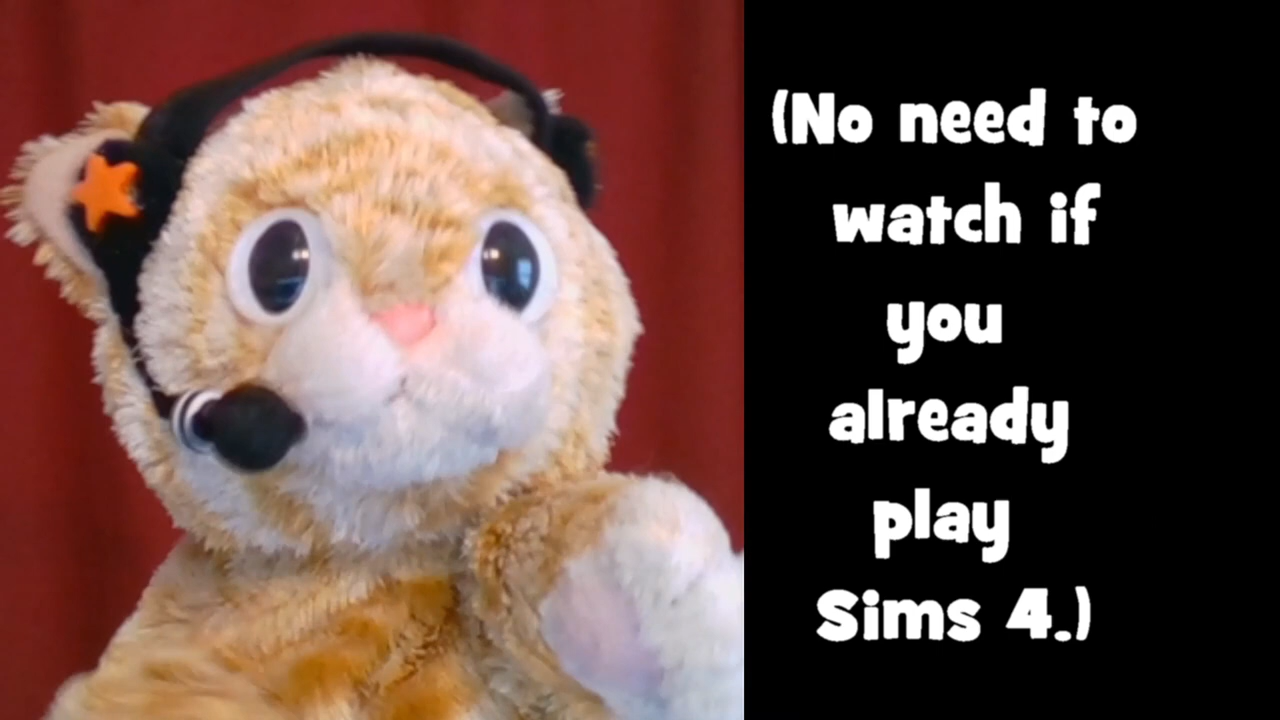 (No need to
watch if
you
already
play
Sims 4.)